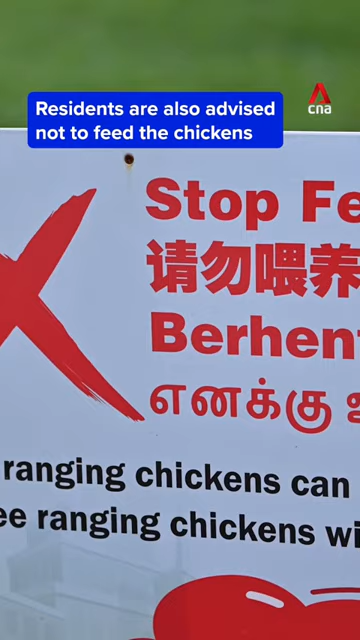 Residents are also advised
not to feed the chickens
cna
Stop Fe
请勿喂养
Berhent
எனக்கு
ranging chickens can
ee ranging chickens wi